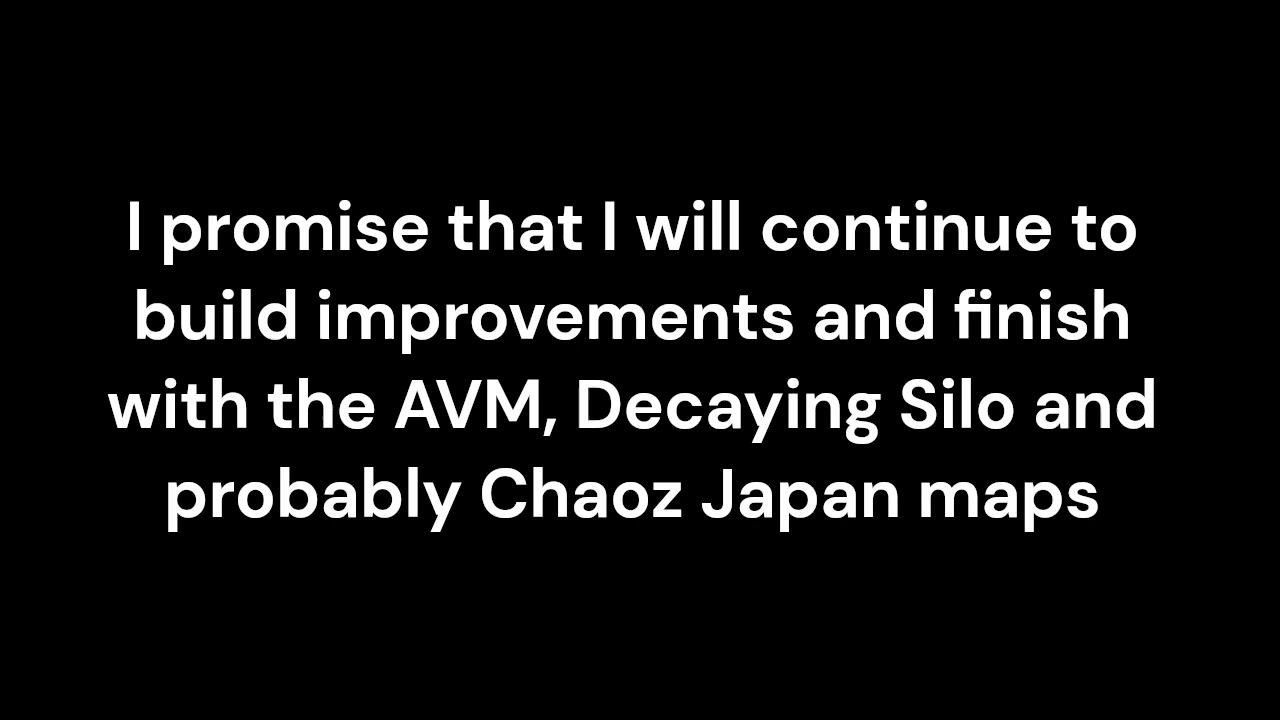 I promise that I will continue to
build improvements and finish
with the AVM, Decaying Silo and
probably Chaoz Japan maps